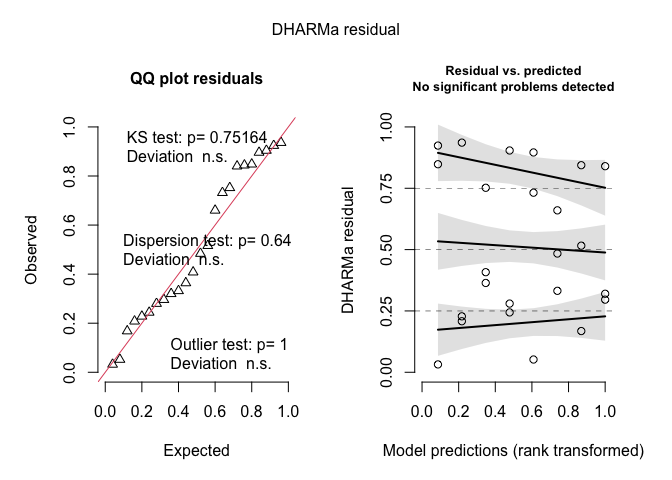 DHARMa residual
QQ plot residuals
KS test: p= 0.75164
Deviation n.s.
Dispersion test: p= 0.64
Deviation n.s.
Outlier test: p= 1
Deviation n.s.
Observed
0.0 0.2 0.4 0.6 0.8 1.0
0.0 0.2 0.4 0.6 0.8 1.0
Expected
Residual vs. predicted
No significant problems detected
DHARMa residual
0.00 0.25 0.50 0.75 1.00
0.0 0.2 0.4 0.6 0.8 1.0
Model predictions (rank transformed)